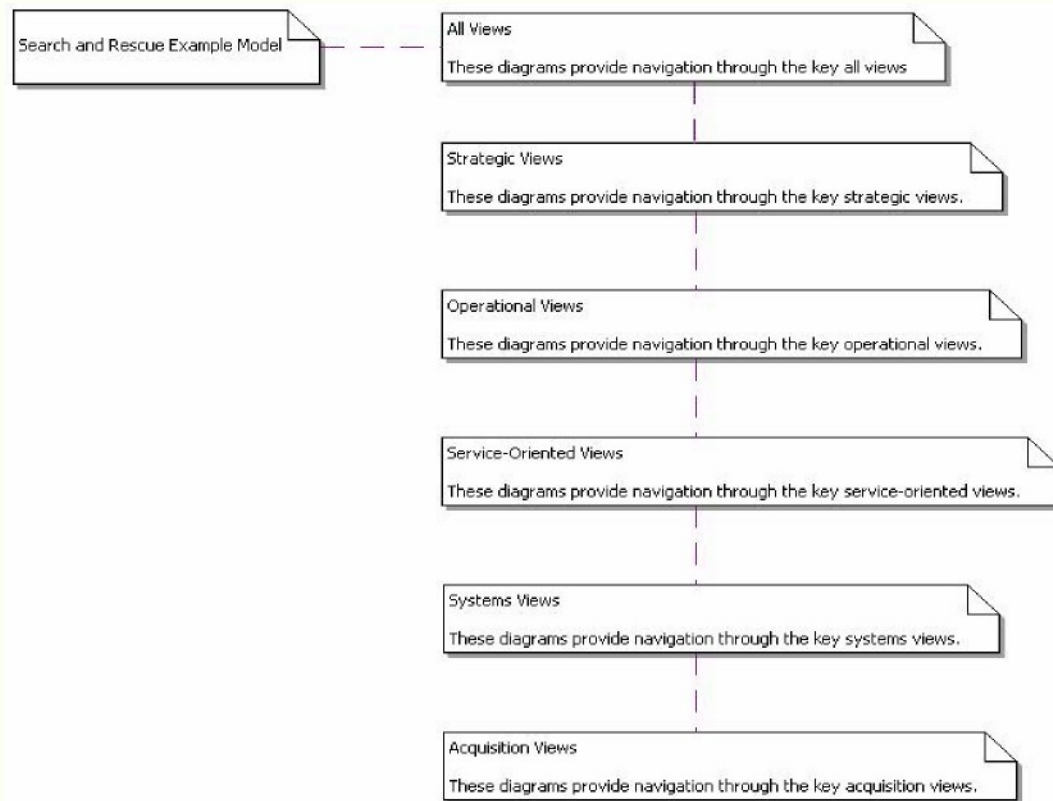 Search and Rescue Example Model
All Views
These diagrams provide navigation through the key all views
Strategic Views
These diagrams provide navigation through the key strategic views.
Operational Views
These diagrams provide navigation through the key operational views.
Service-Oriented Views
These diagrams provide navigation through the key service-oriented views.
Systems Views
These diagrams provide navigation through the key systems views.
Acquisition Views
These diagrams provide navigation through the key acquisition views.